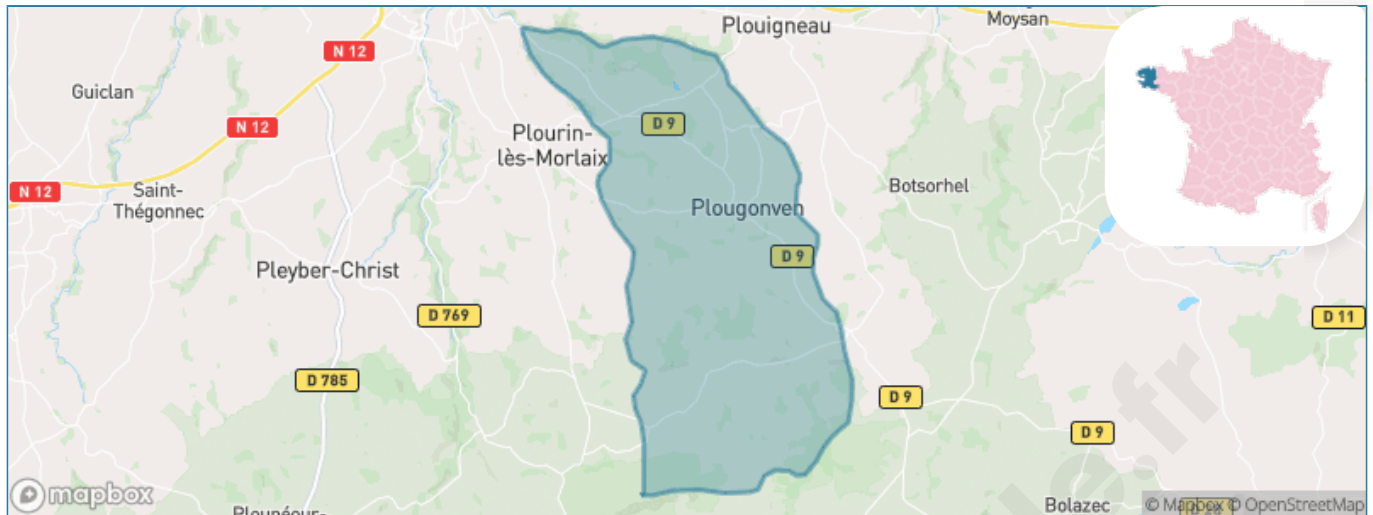 Moysan
Plouigneau
N 12
Guiclan
D 9
N 12
Plourin-
lès-Morlaix
N 12
Saint-
Thégonnec
Botsorhel
Plougonven
D 9
Pleyber-Christ
D 769
D 11
D 785
D 9
D 9
mapbox
Bolazec
© Mapbox © OpenStreetMap